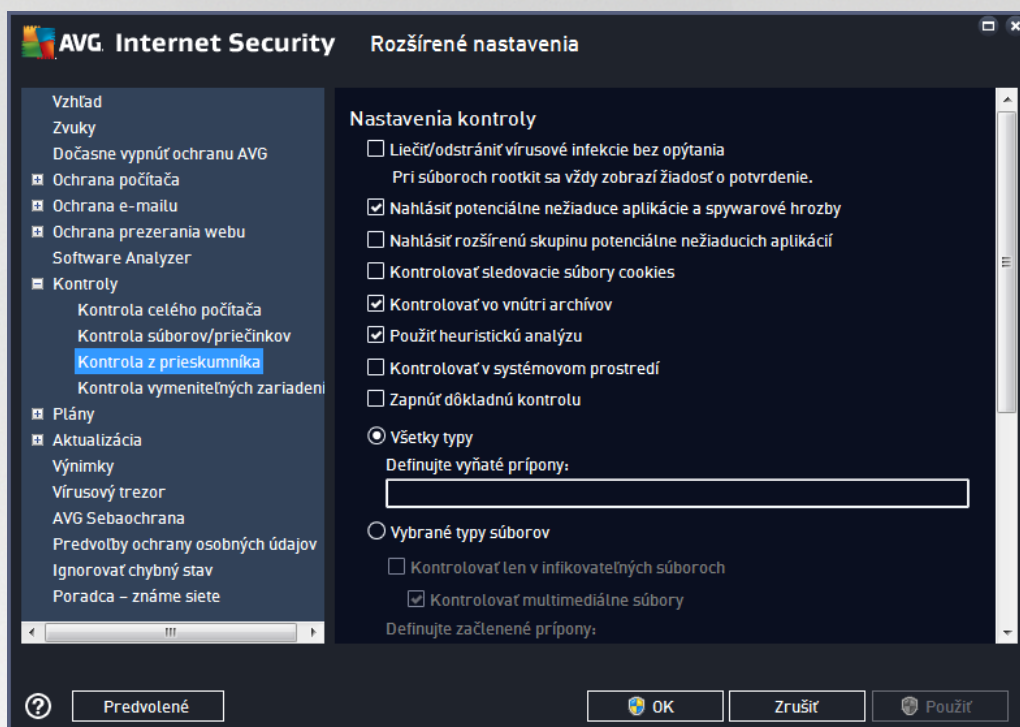 AVG. Internet Security
Rozšírené nastavenia
Vzhľad
Zvuky
Dočasne vypnúť ochranu AVG
Ochrana počítača
Ochrana e-mailu
Ochrana prezerania webu
Software Analyzer
Kontroly
Kontrola celého počítača
Kontrola súborov/priečinkov
Kontrola z prieskumníka
Kontrola vymeniteľných zariadení
Plány
Aktualizácia
Výnimky
Vírusový trezor
AVG Sebaochrana
Predvoľby ochrany osobných údajov
Ignorovať chybný stav
Poradca – známe siete
Nastavenia kontroly
Liečiť/odstrániť vírusové infekcie bez opýtania
Pri súboroch rootkit sa vždy zobrazí žiadosť o potvrdenie.
Nahlásiť potenciálne nežiaduce aplikácie a spywarové hrozby
Nahlásiť rozšírenú skupinu potenciálne nežiaducich aplikácií
Kontrolovať sledovacie súbory cookies
Kontrolovať vo vnútri archívov
Použiť heuristickú analýzu
Kontrolovať v systémovom prostredí
Zapnúť dôkladnú kontrolu
Všetky typy
Definujte vyňaté prípony:
Vybrané typy súborov
Kontrolovať len v infikovateľných súboroch
Kontrolovať multimediálne súbory
Definujte začlenené prípony:
Predvolené
OK
Zrušiť
Použiť